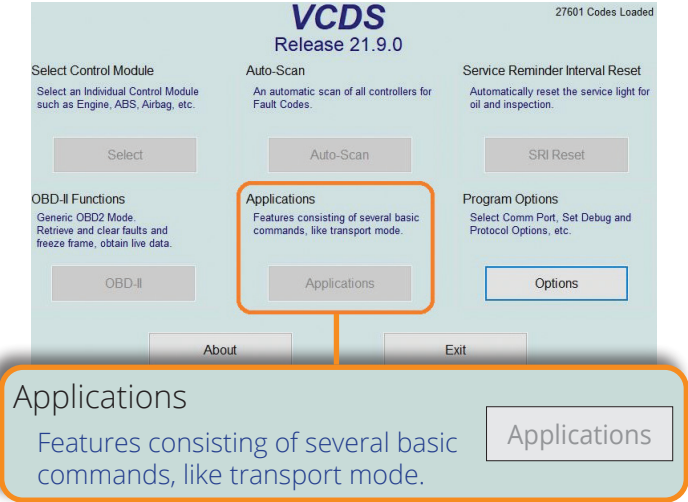 VCDS
Release 21.9.0
27601 Codes Loaded
Select Control Module
Select an Individual Control Module
such as Engine, ABS, Airbag, etc.
Select
Auto-Scan
An automatic scan of all controllers for
Fault Codes.
Auto-Scan
Service Reminder Interval Reset
Automatically reset the service light for
oil and inspection.
SRI Reset
OBD-II Functions
Generic OBD2 Mode.
Retrieve and clear faults and
freeze frame, obtain live data.
OBD-II
Applications
Features consisting of several basic
commands, like transport mode.
Applications
Program Options
Select Comm Port, Set Debug and
Protocol Options, etc.
Options
About
Exit
Applications
Features consisting of several basic
commands, like transport mode.
Applications